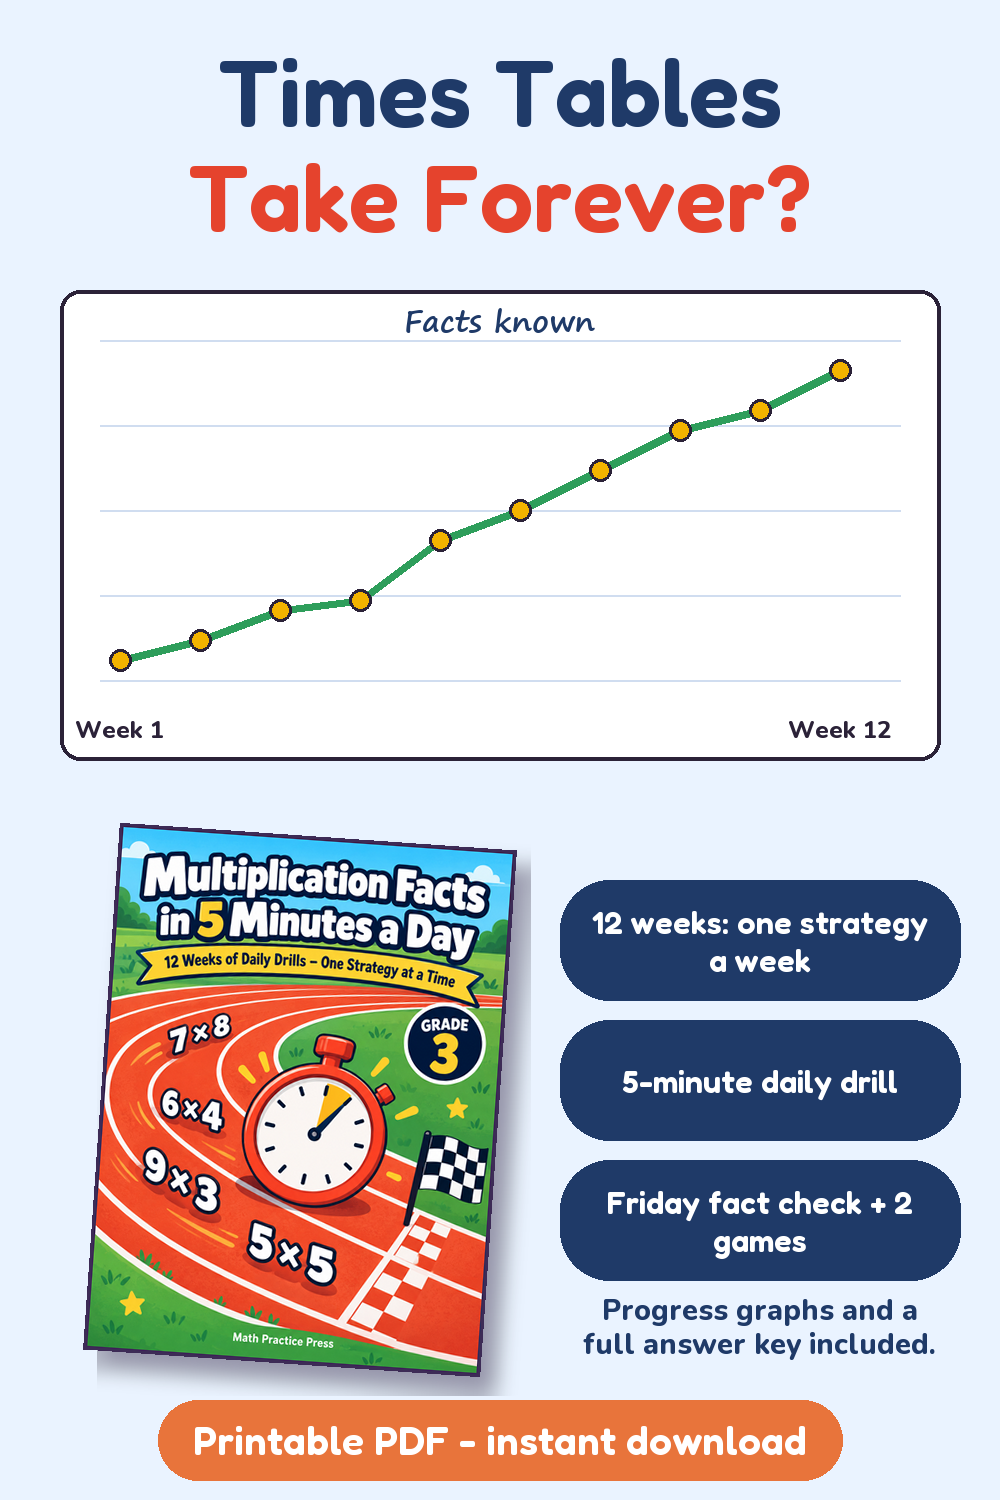 Times Tables
Take Forever?
Facts known
Week 1
Week 12
Multiplication Facts
in 5 Minutes a Day
12 Weeks of Daily Drills – One Strategy at a Time
GRADE
3
7×8
6×4
9×3
5×5
Math Practice Press
12 weeks: one strategy
a week
5-minute daily drill
Friday fact check + 2
games
Progress graphs and a
full answer key included.
Printable PDF - instant download